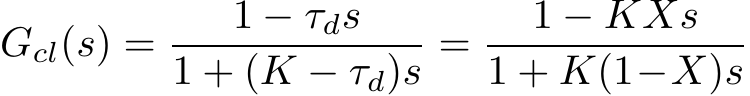 G_{cl}(s) = \frac{1 - \tau_d s}{1 + (K - \tau_d)s} = \frac{1 - KXs}{1 + K(1-X)s}